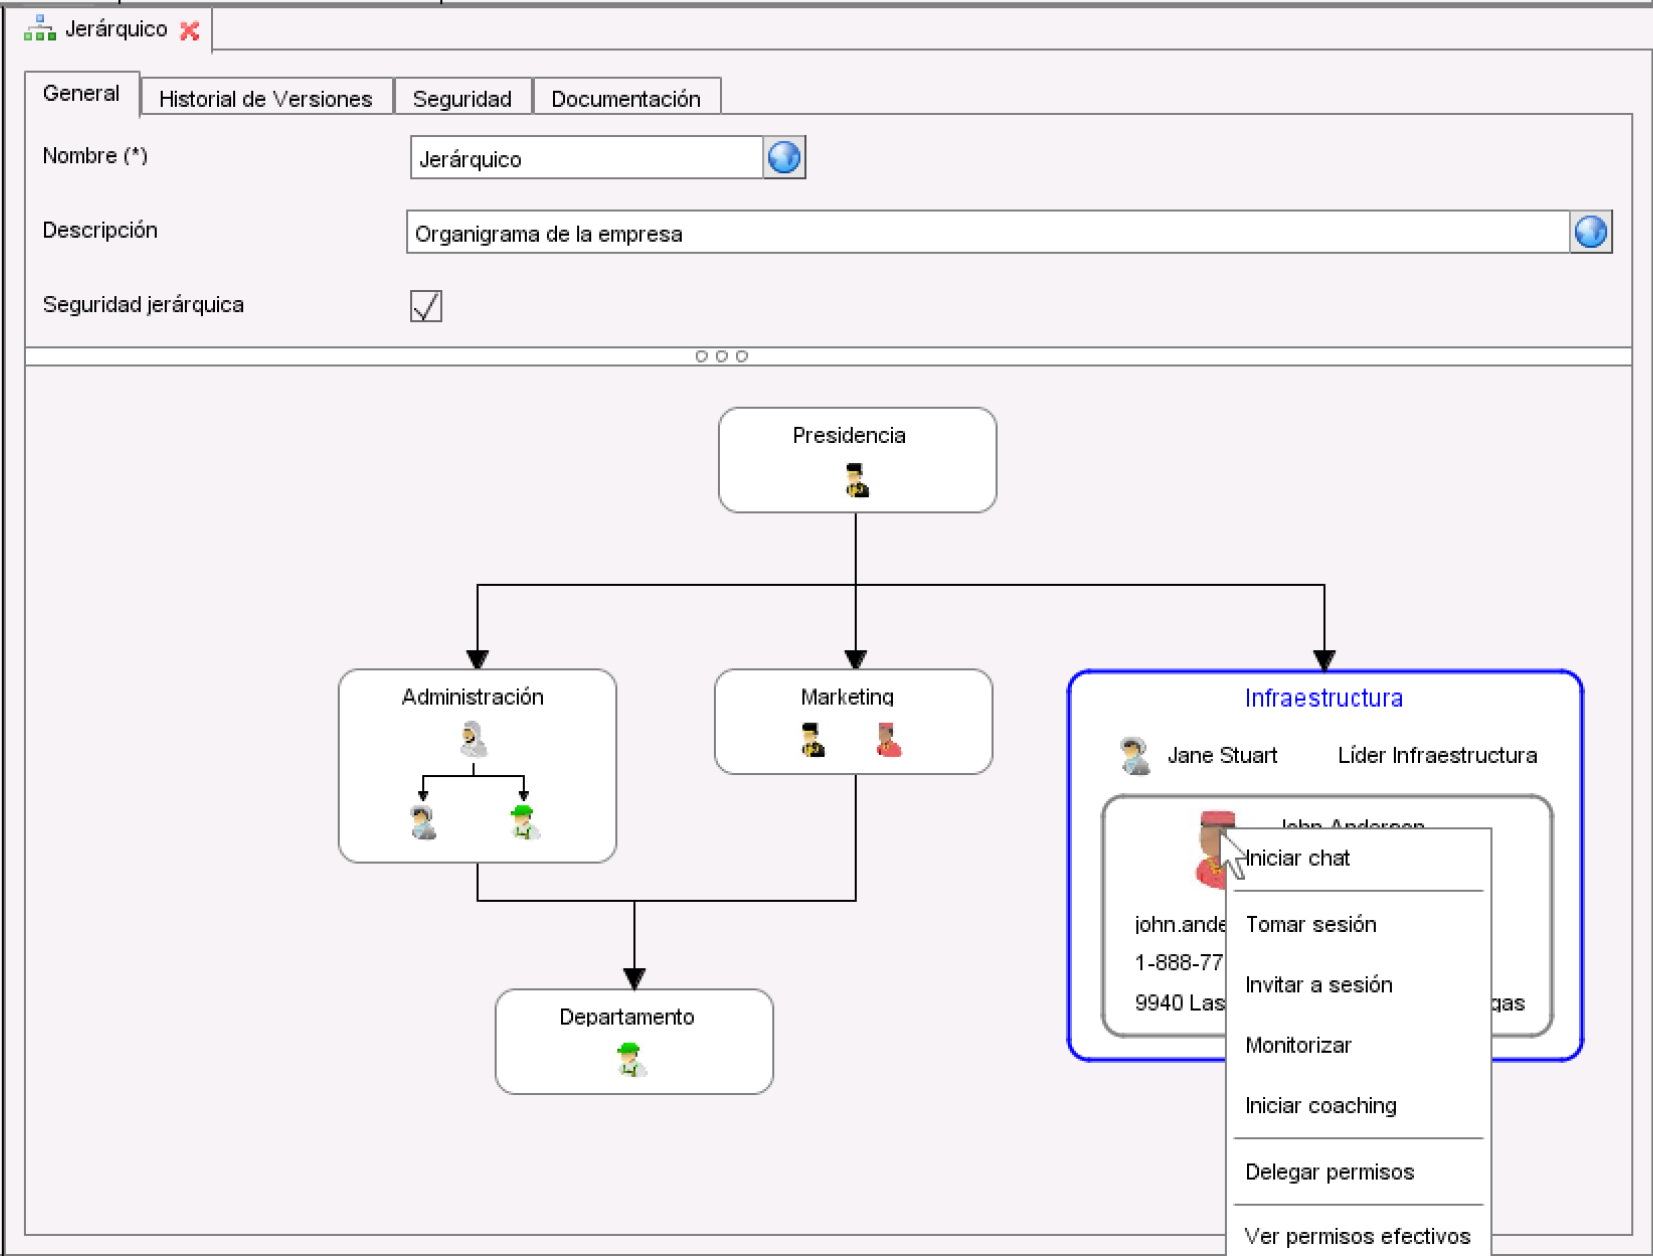 Jerárquico
General
Historial de Versiones
Seguridad
Documentación
Nombre (*)
Jerárquico
Descripción
Organigrama de la empresa
Seguridad jerárquica
Presidencia
Administración
Marketing
Infraestructura
Jane Stuart
Líder Infraestructura
John Anderson
Iniciar chat
john.ande
Tomar sesión
1-888-77
Invitar a sesión
9940 Las
gas
Monitorizar
Departamento
Iniciar coaching
Delegar permisos
Ver permisos efectivos